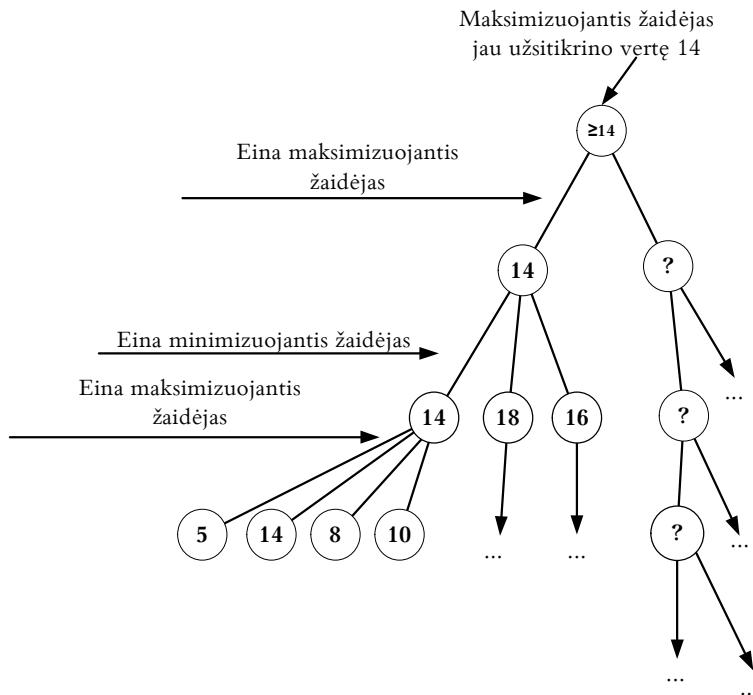 Maksimizuojantis žaidėjas
jau užsitikrino vertę 14
≥14
Eina maksimizuojantis
žaidėjas
14
?
Eina minimizuojantis žaidėjas
Eina maksimizuojantis
žaidėjas
...
14
18
16
?
5
14
8
10
...
...
?
...
...
...